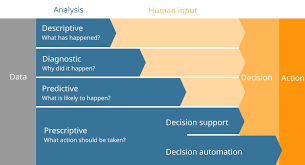 Analysis
Human input
Descriptive
What has happened?
Diagnostic
Why did it happen?
Data
Predictive
What is likely to happen?
Decision
Action
Prescriptive
What action should be taken?
Decision support
Decision automation